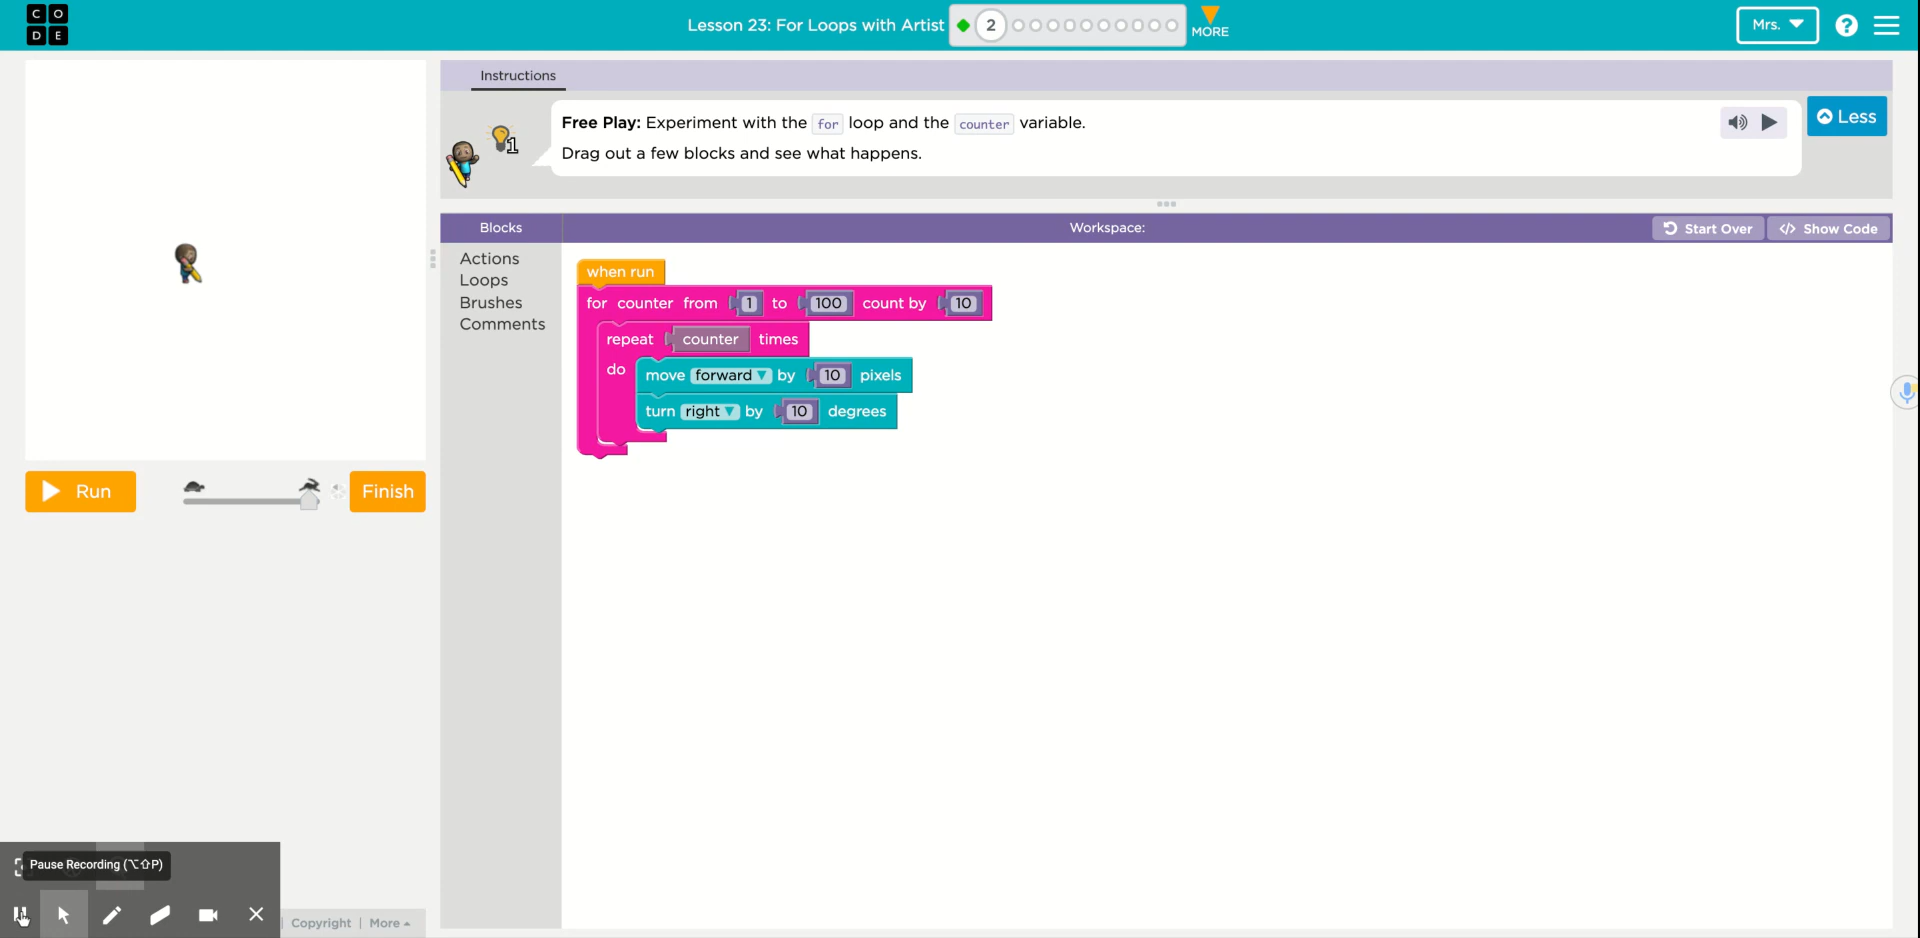 CODE
Lesson 23: For Loops with Artist
2
MORE
Mrs.
?
Instructions
1
Free Play: Experiment with the for loop and the counter variable.
Drag out a few blocks and see what happens.
Less
Blocks
Workspace:
Start Over
</> Show Code
Actions
Loops
Brushes
Comments
when run
for counter from 1 to 100 count by 10
repeat counter times
do
move forward by 10 pixels
turn right by 10 degrees
Run
Finish
Pause Recording (⌥⇧P)
Copyright | More